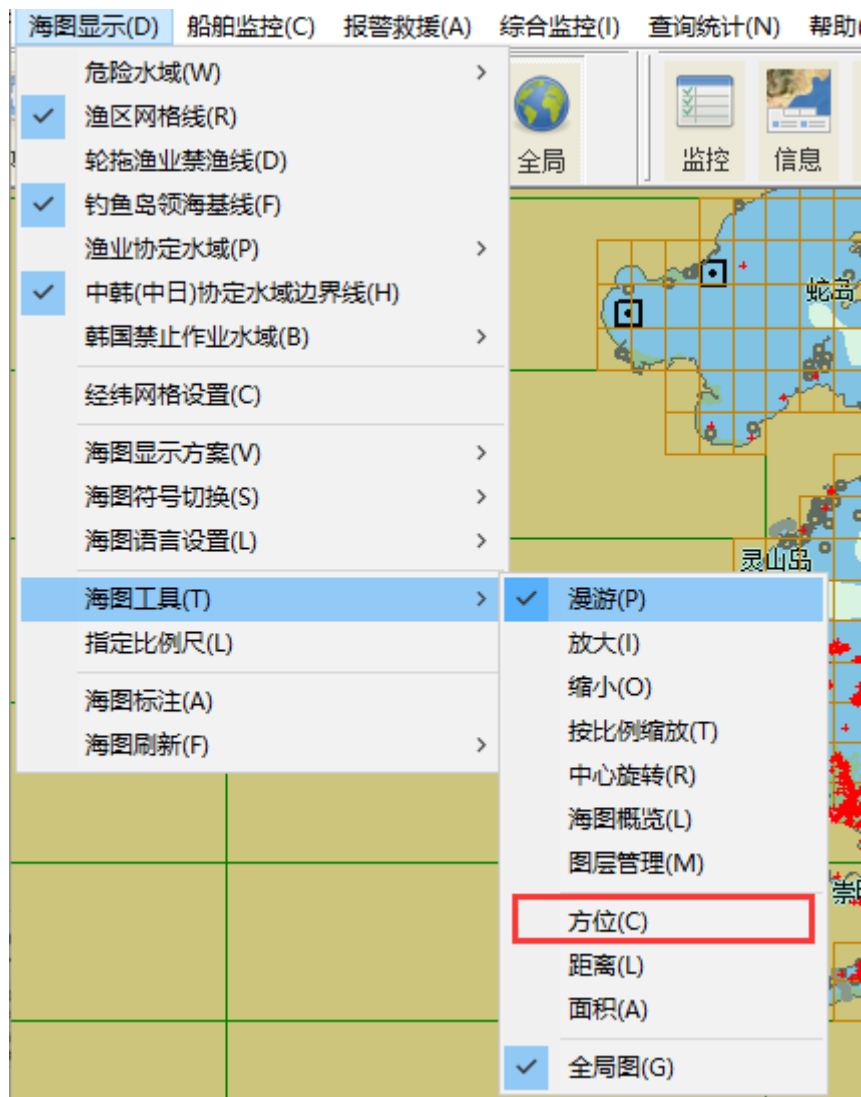 海图显示(D) 船舶监控(C) 报警救援(A) 综合监控(I) 查询统计(N) 帮助
危险水域(W)
渔区网格线(R)
轮拖渔业禁渔线(D)
钓鱼岛领海基线(F)
渔业协定水域(P)
中韩(中日)协定水域边界线(H)
韩国禁止作业水域(B)
经纬网格设置(C)
海图显示方案(V)
海图符号切换(S)
海图语言设置(L)
海图工具(T)
指定比例尺(L)
海图标注(A)
海图刷新(F)
漫游(P)
放大(I)
缩小(O)
按比例缩放(T)
中心旋转(R)
海图概览(L)
图层管理(M)
方位(C)
距离(L)
面积(A)
全局图(G)
全局
监控
信息
蛇岛
灵山岛
崇